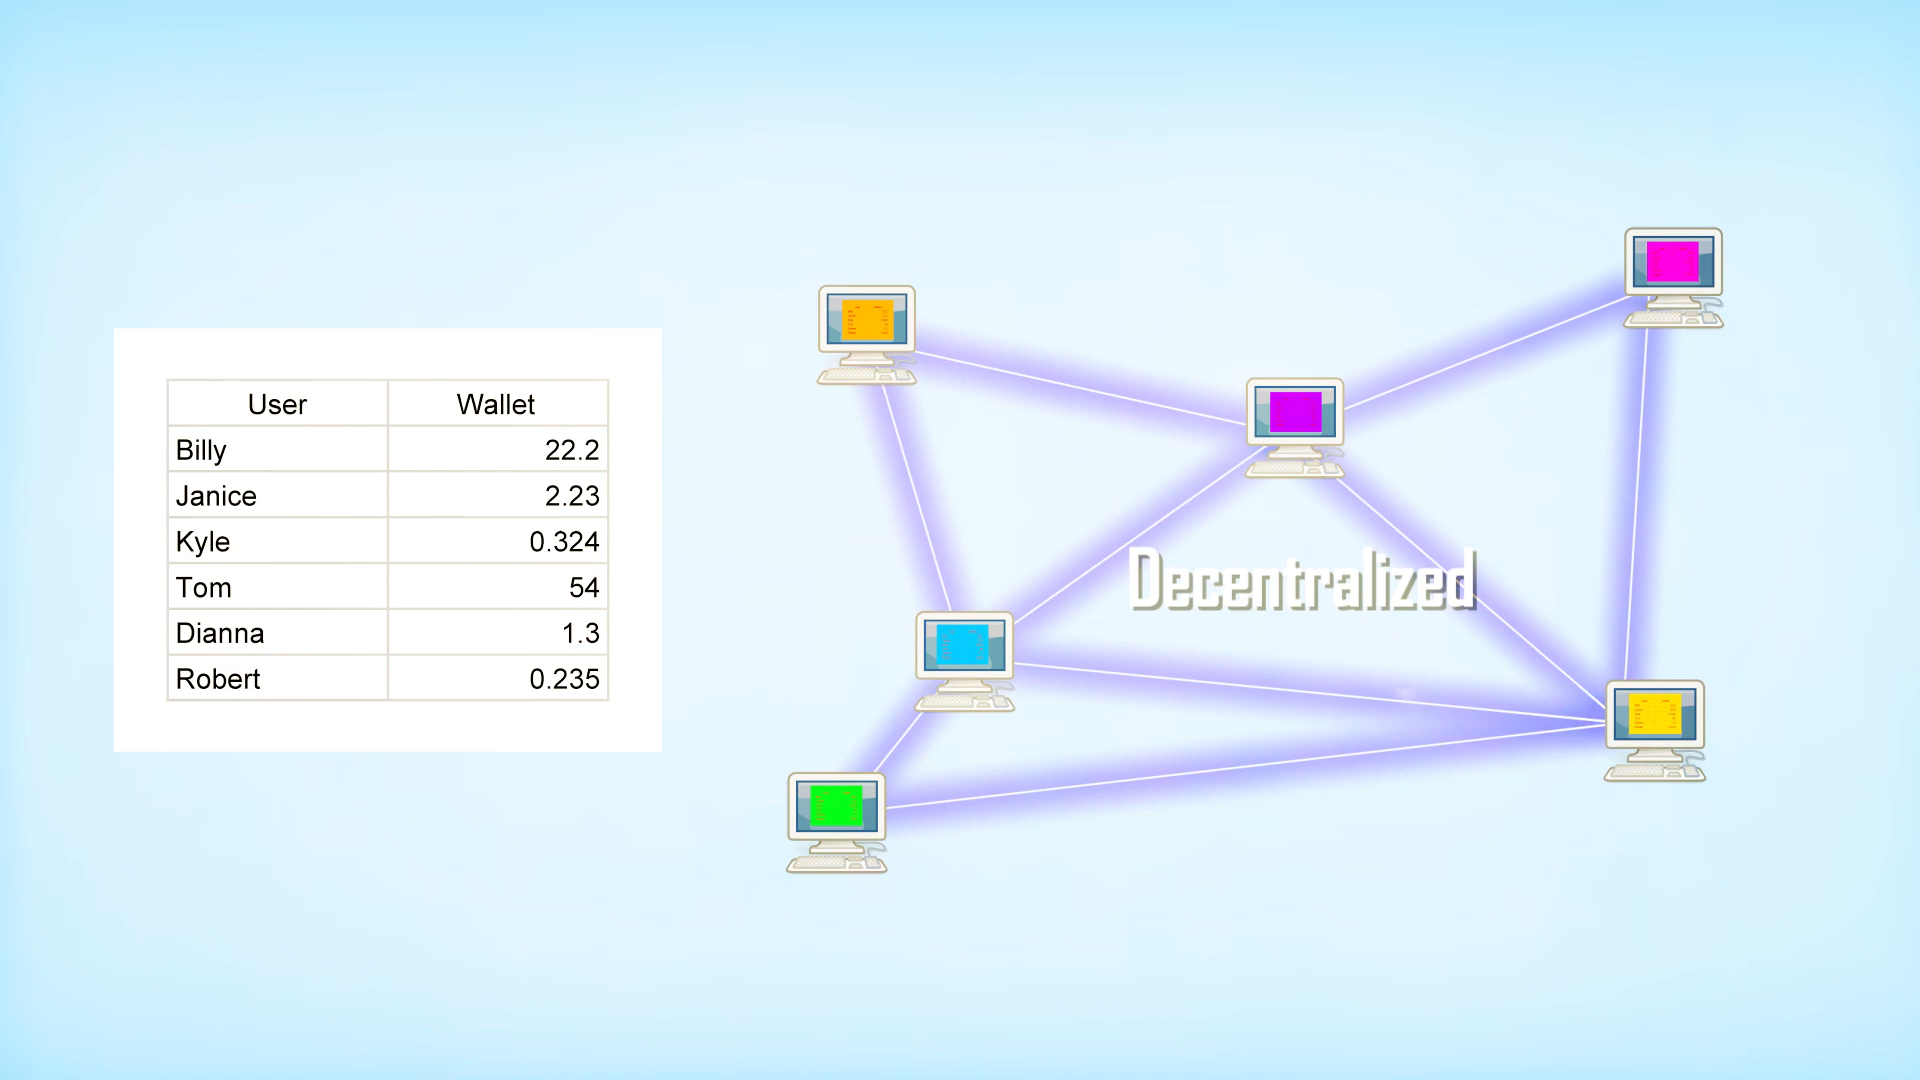 User Wallet
Billy 22.2
Janice 2.23
Kyle 0.324
Tom 54
Dianna 1.3
Robert 0.235
Decentralized